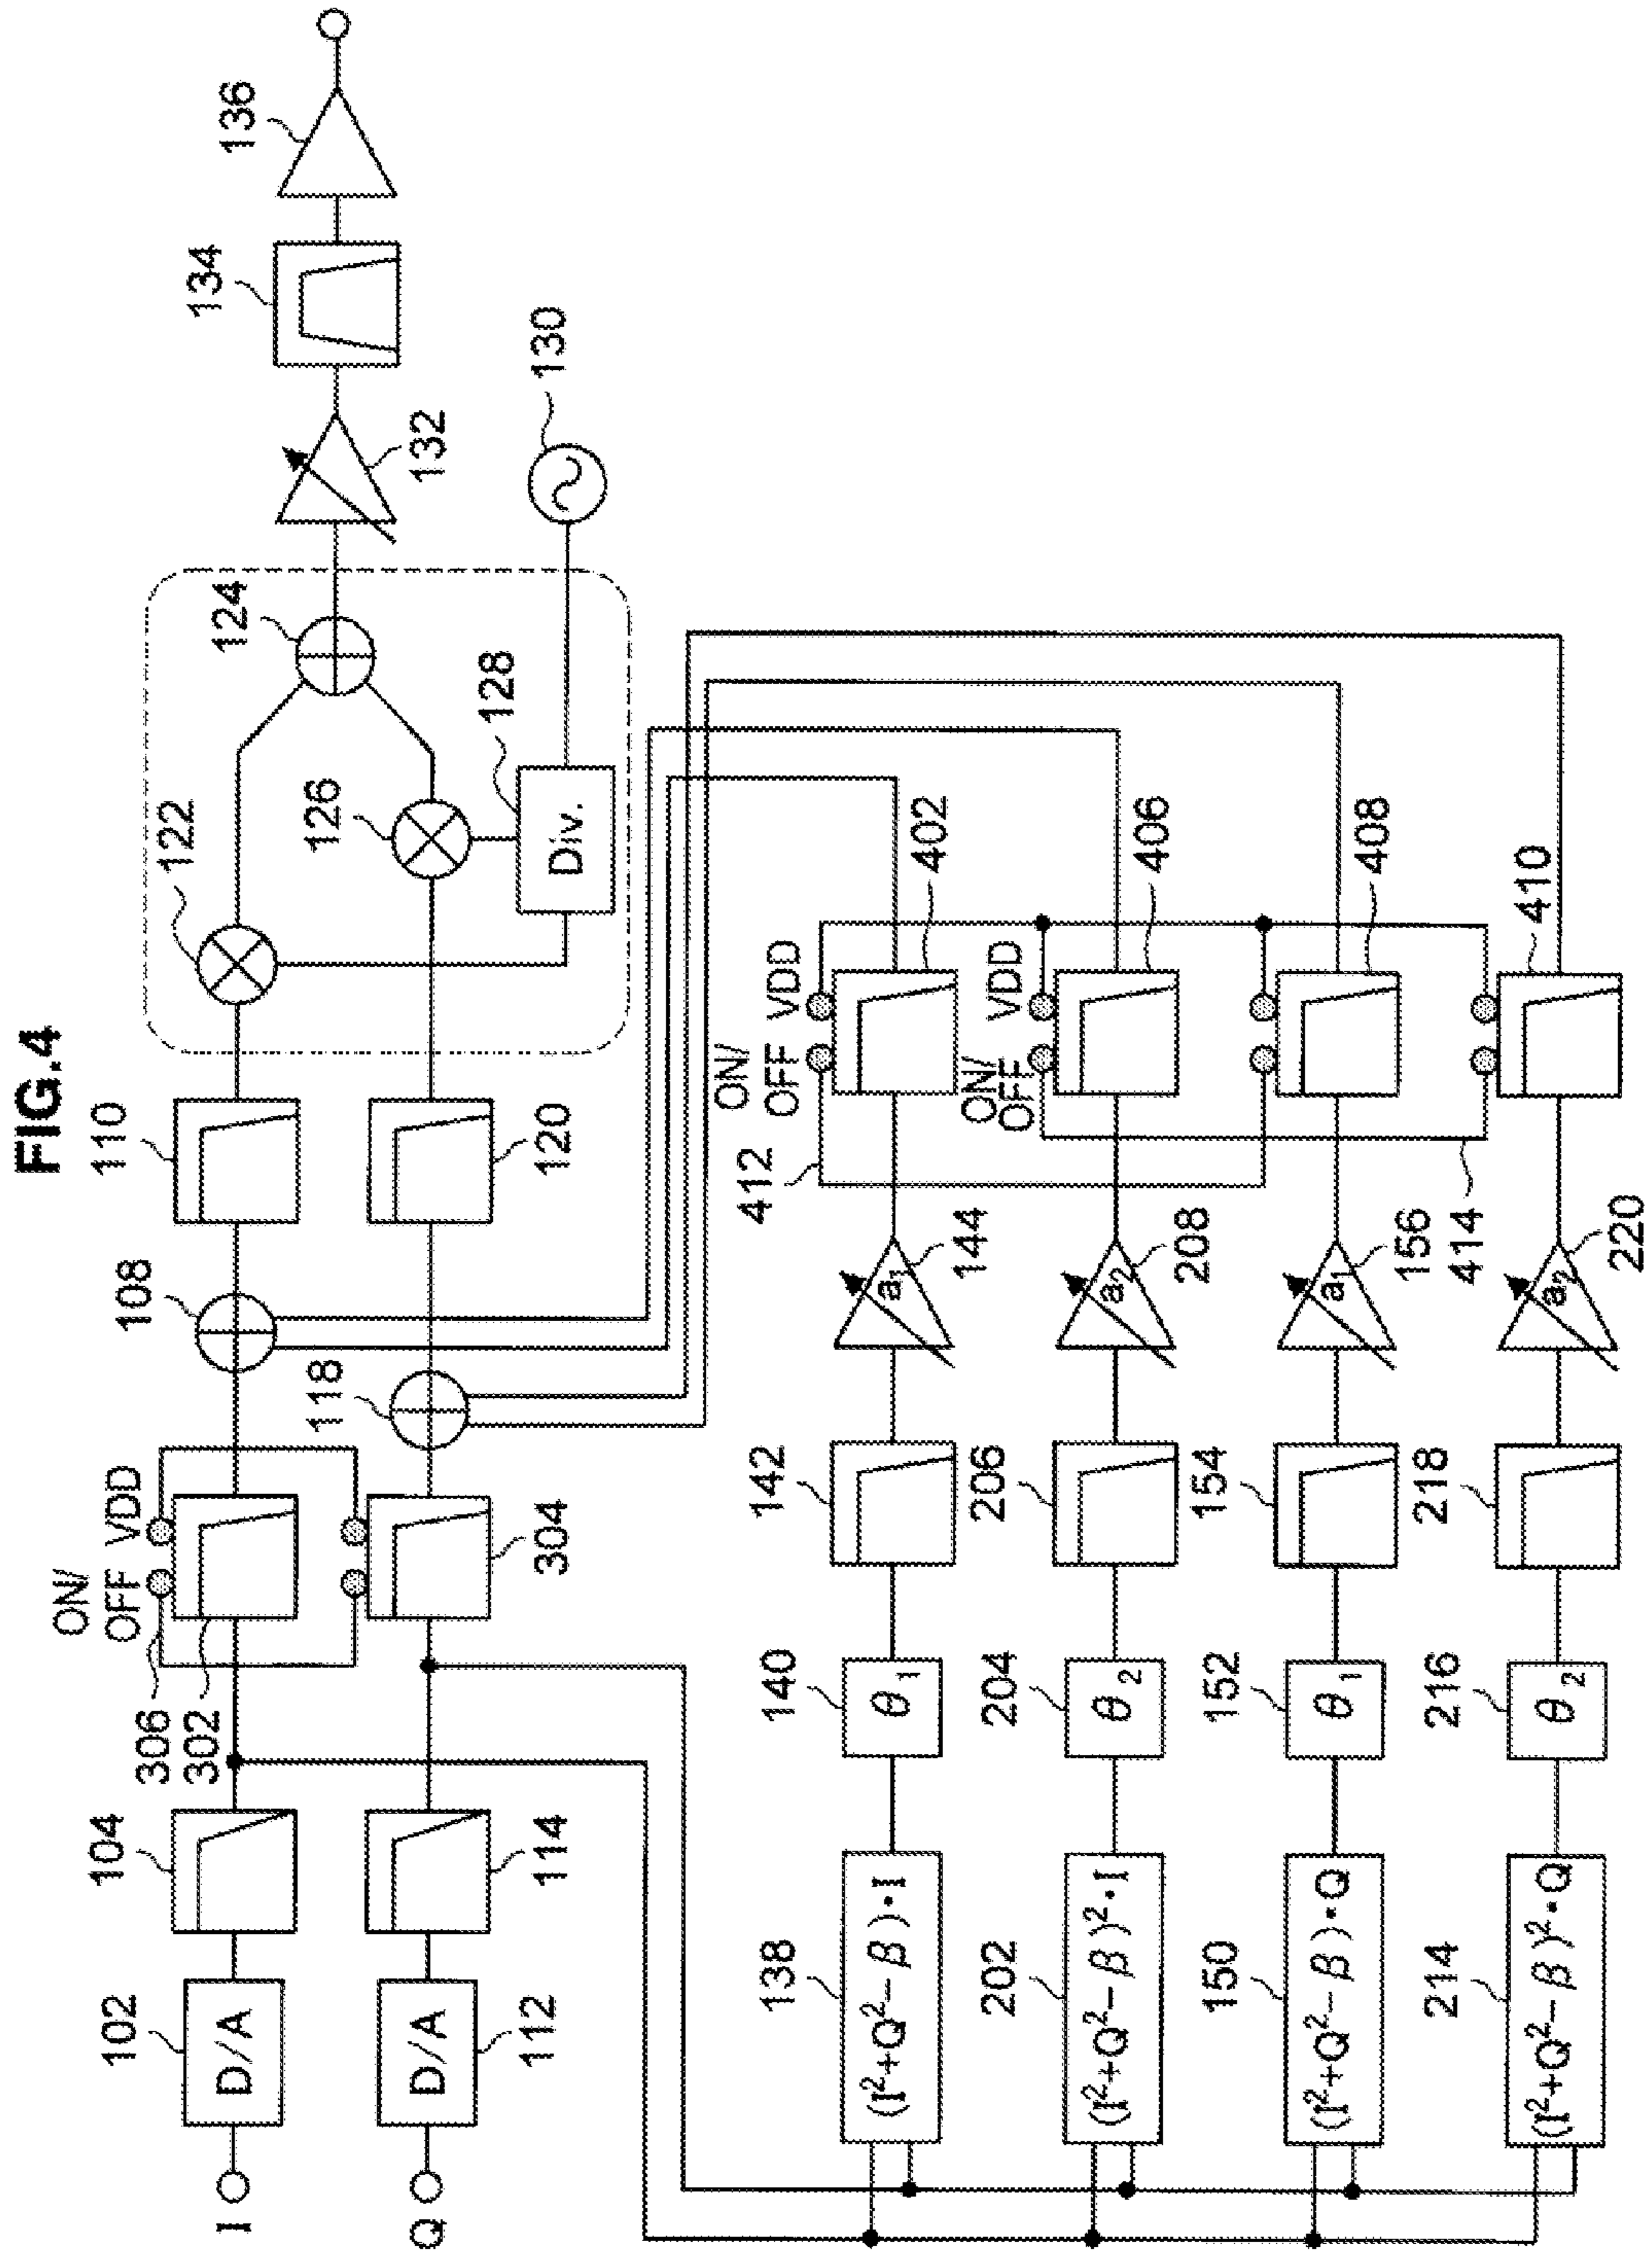 FIG.4
I
102
D/A
104
306
302
ON/
OFF
VDD
108
110
122
124
132
134
136
Q
D/A
112
114
304
118
120
126
128
Div.
130
138
(I²+Q²−β)・I
140
θ₁
142
a₁
144
412
ON/
OFF
VDD
402
202
(I²+Q²−β)²・I
204
θ₂
206
a₂
208
ON/
OFF
VDD
406
150
(I²+Q²−β)・Q
152
θ₁
154
a₁
156
408
214
(I²+Q²−β)²・Q
216
θ₂
218
a₂
220
414
410